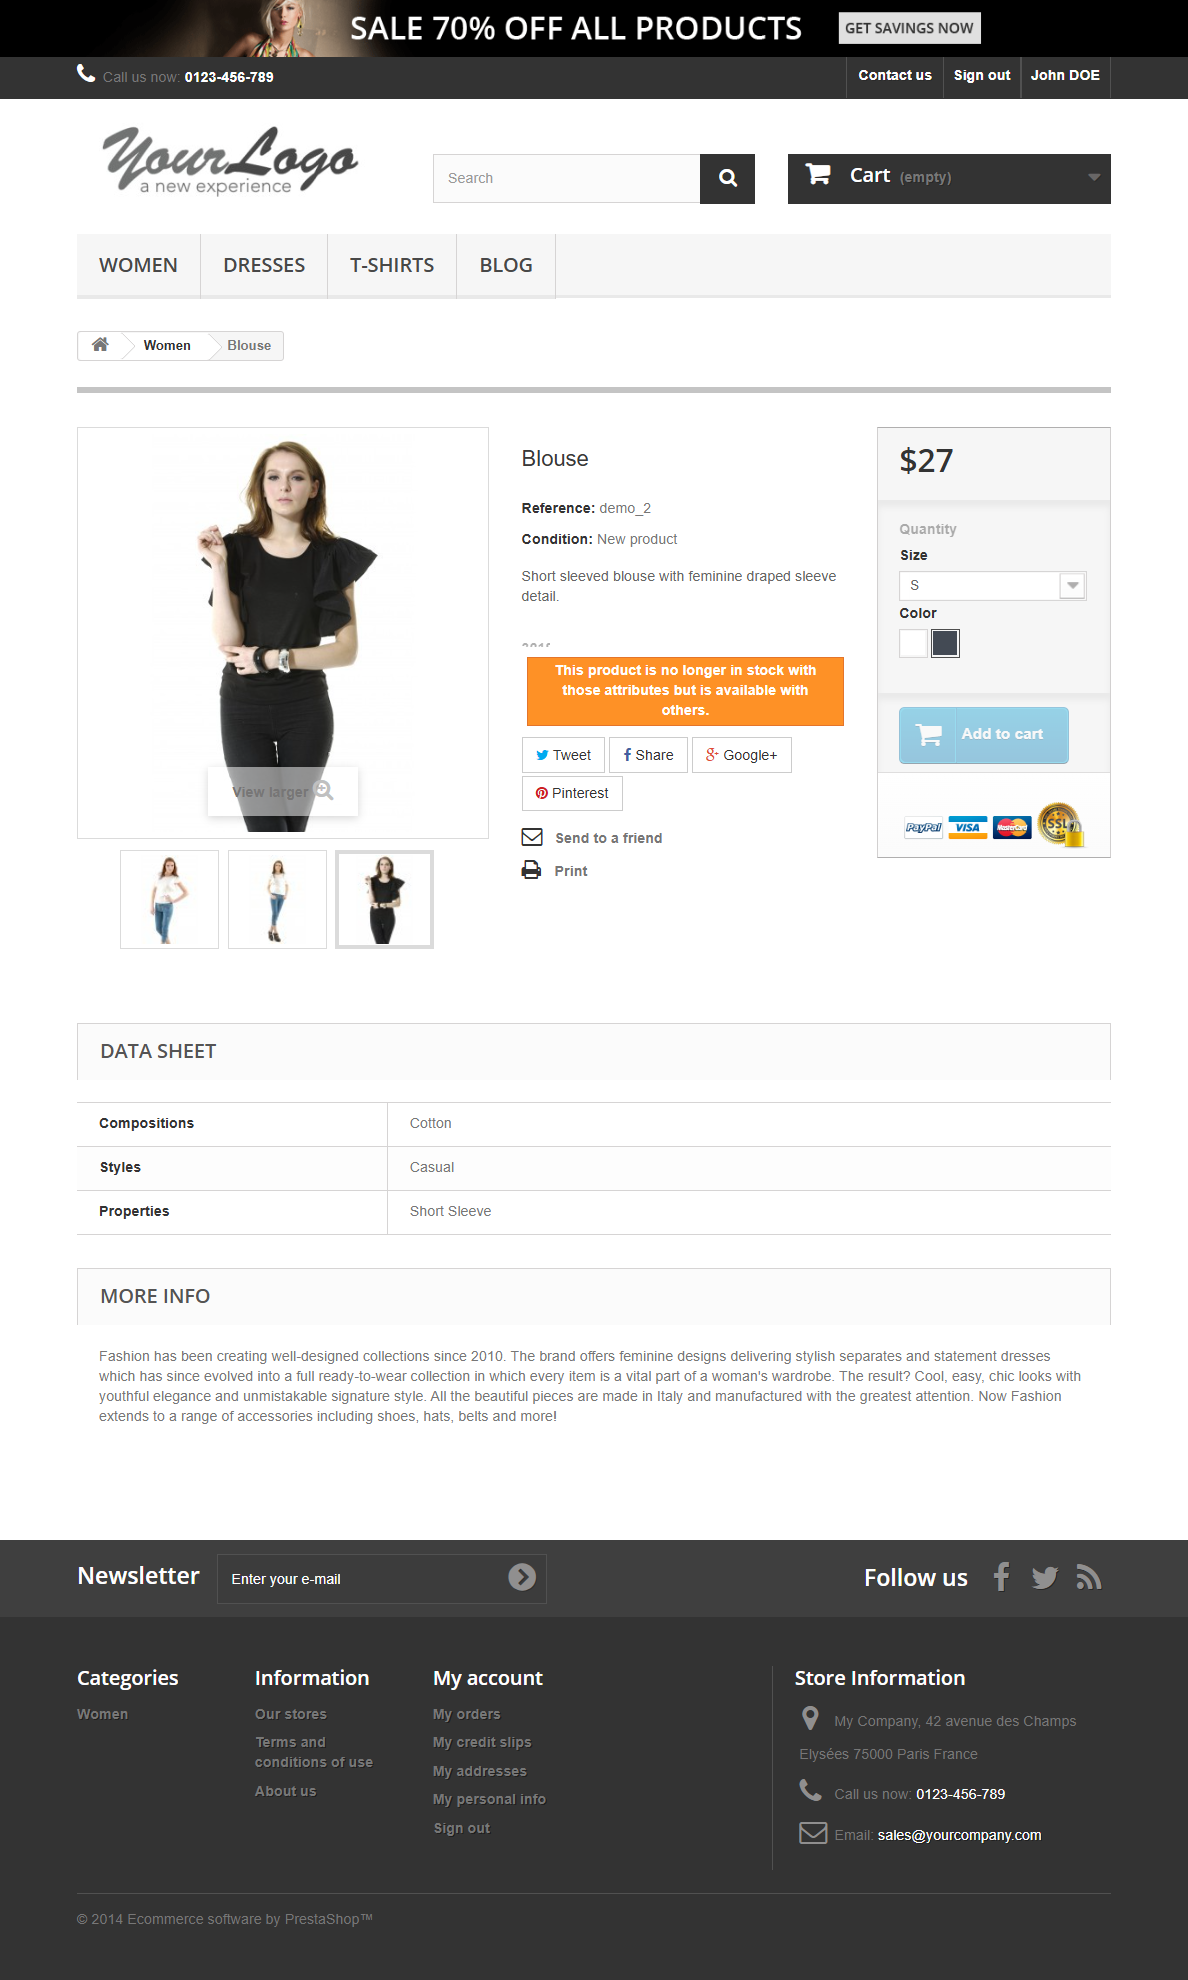 SALE 70% OFF ALL PRODUCTS
GET SAVINGS NOW
Call us now: 0123-456-789
Contact us
Sign out
John DOE
YourLogo
a new experience
Search
Cart (empty)
WOMEN
DRESSES
T-SHIRTS
BLOG
Women
Blouse
Blouse
Reference: demo_2
Condition: New product
Short sleeved blouse with feminine draped sleeve
detail.
This product is no longer in stock with
those attributes but is available with
others.
Tweet
Share
Google+
Pinterest
Send to a friend
Print
View larger
$27
Quantity
Size
S
Color
Add to cart
PayPal
VISA
MasterCard
SSL
DATA SHEET
Compositions
Cotton
Styles
Casual
Properties
Short Sleeve
MORE INFO
Fashion has been creating well-designed collections since 2010. The brand offers feminine designs delivering stylish separates and statement dresses
which has since evolved into a full ready-to-wear collection in which every item is a vital part of a woman's wardrobe. The result? Cool, easy, chic looks with
youthful elegance and unmistakable signature style. All the beautiful pieces are made in Italy and manufactured with the greatest attention. Now Fashion
extends to a range of accessories including shoes, hats, belts and more!
Newsletter
Enter your e-mail
Follow us
Categories
Women
Information
Our stores
Terms and
conditions of use
About us
My account
My orders
My credit slips
My addresses
My personal info
Sign out
Store Information
My Company, 42 avenue des Champs
Elysées 75000 Paris France
Call us now: 0123-456-789
Email: sales@yourcompany.com
© 2014 Ecommerce software by PrestaShop™